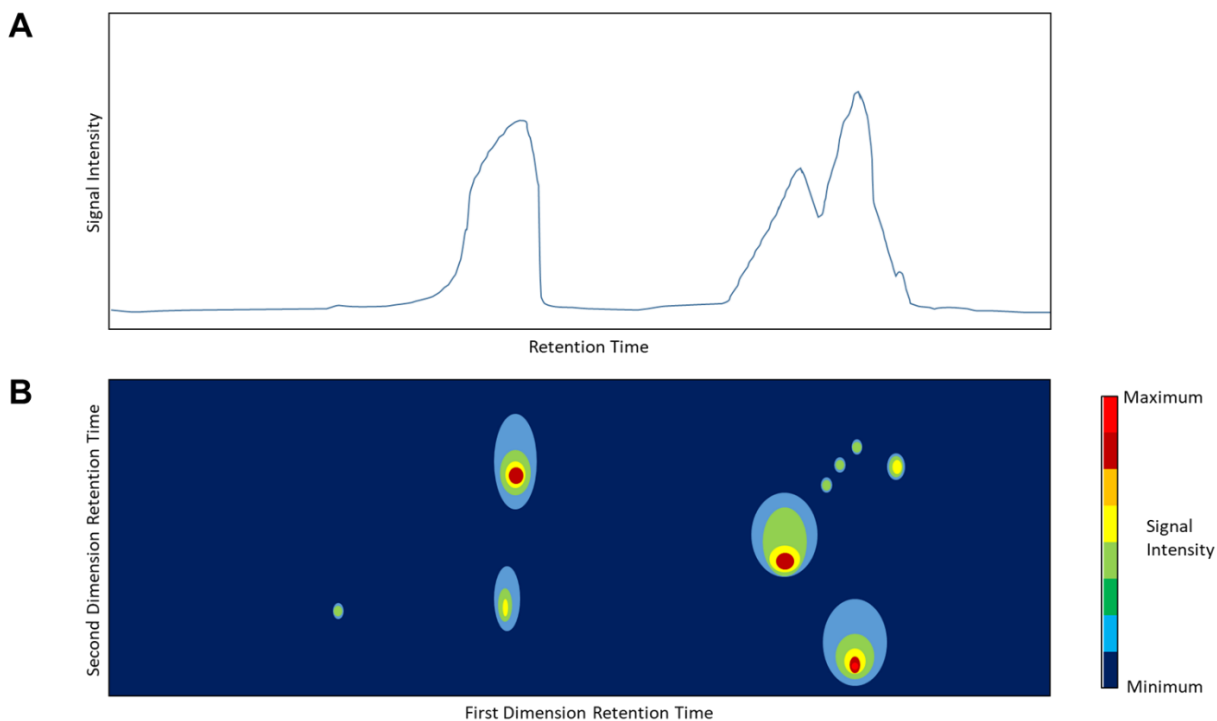 A
Signal Intensity
Retention Time
B
Second Dimension Retention Time
First Dimension Retention Time
Maximum
Signal
Intensity
Minimum